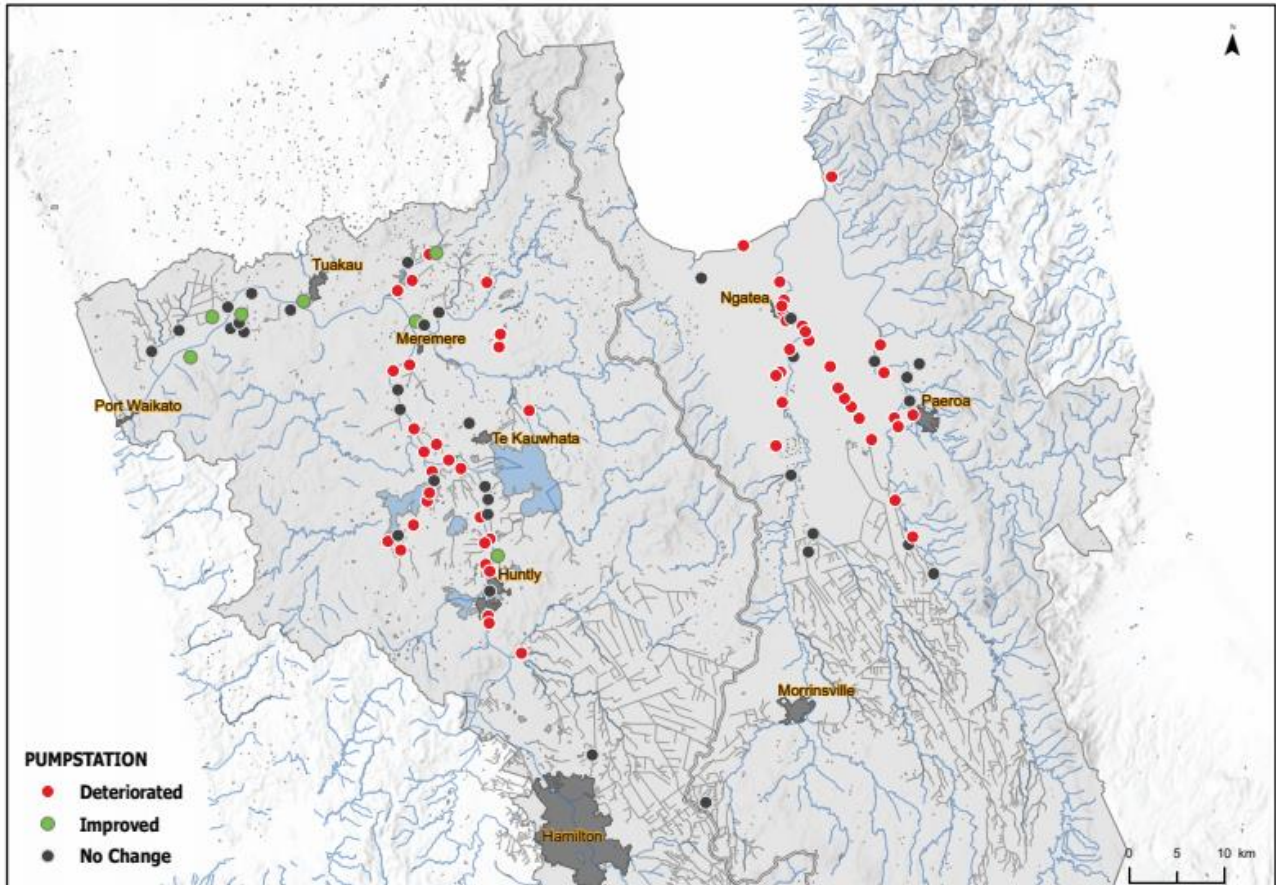 N
Tuakau
Ngatea
Meremere
Port Waikato
Paeroa
Te Kauwhata
Huntly
Morrinsville
Hamilton
PUMPSTATION
Deteriorated
Improved
No Change
0 5 10 km